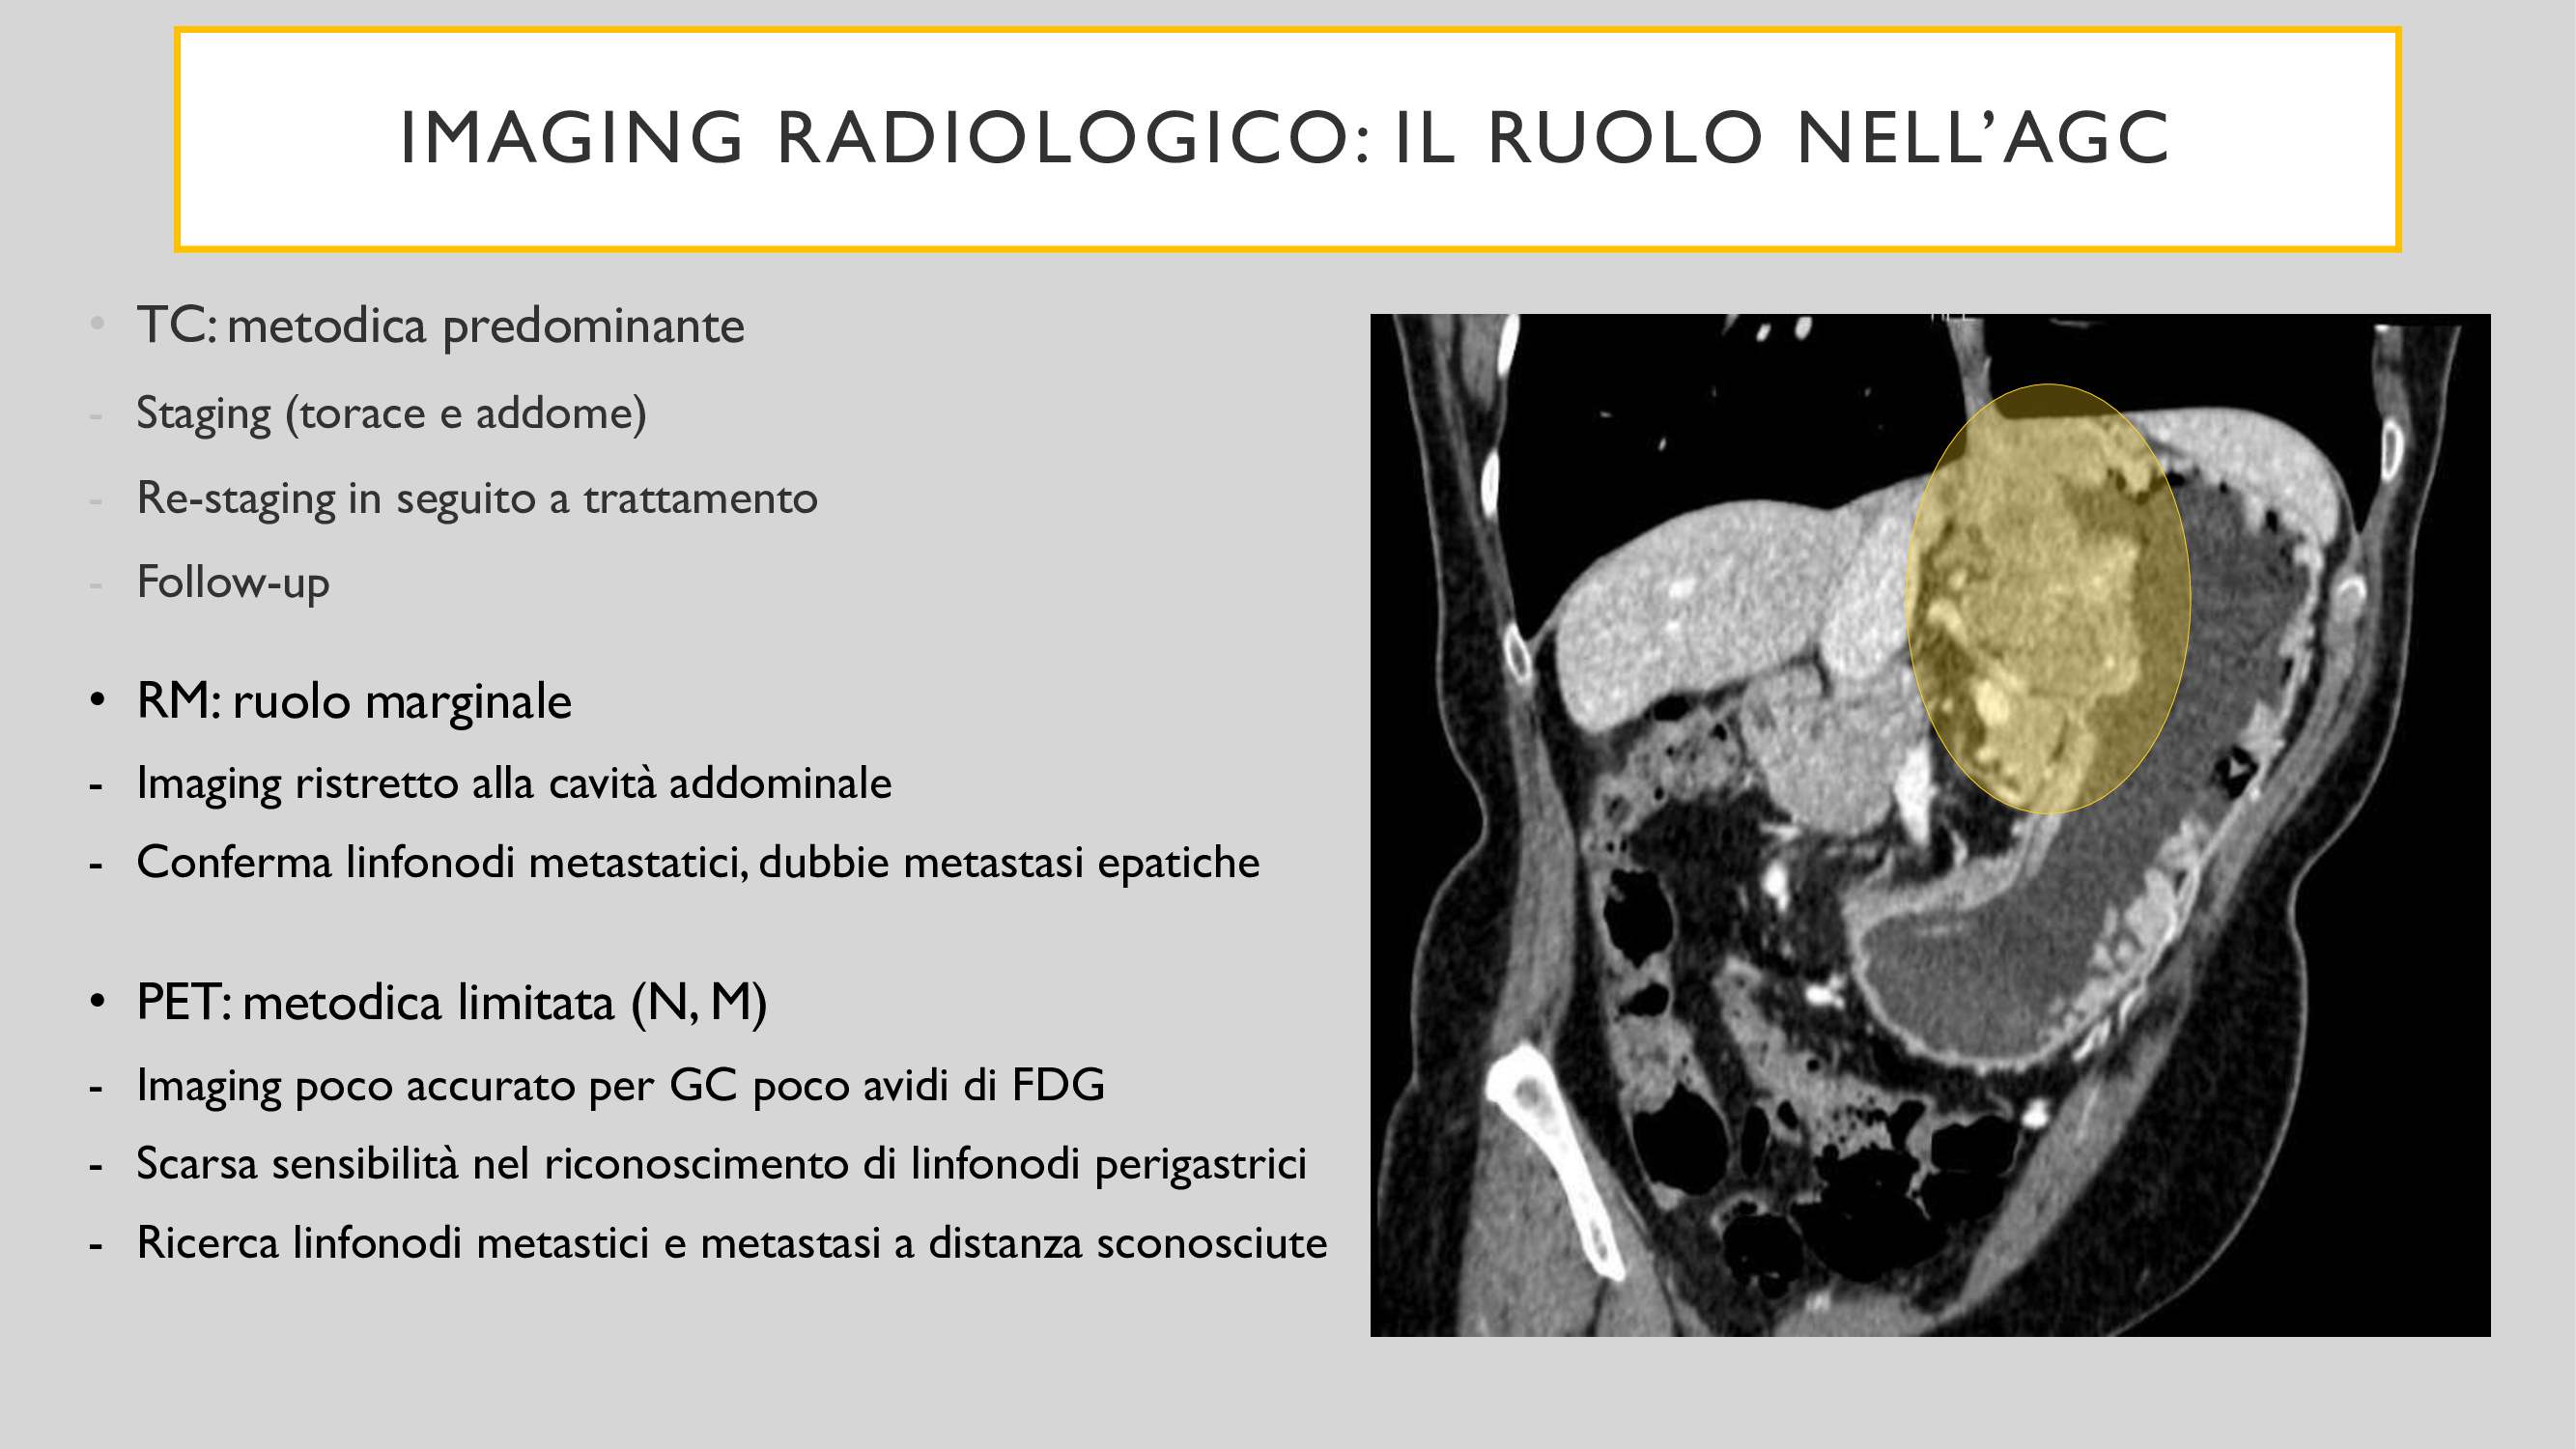 IMAGING RADIOLOGICO: IL RUOLO NELL’AGC
• TC: metodica predominante
- Staging (torace e addome)
- Re-staging in seguito a trattamento
- Follow-up
• RM: ruolo marginale
- Imaging ristretto alla cavità addominale
- Conferma linfonodi metastatici, dubbie metastasi epatiche
• PET: metodica limitata (N, M)
- Imaging poco accurato per GC poco avidi di FDG
- Scarsa sensibilità nel riconoscimento di linfonodi perigastrici
- Ricerca linfonodi metastici e metastasi a distanza sconosciute